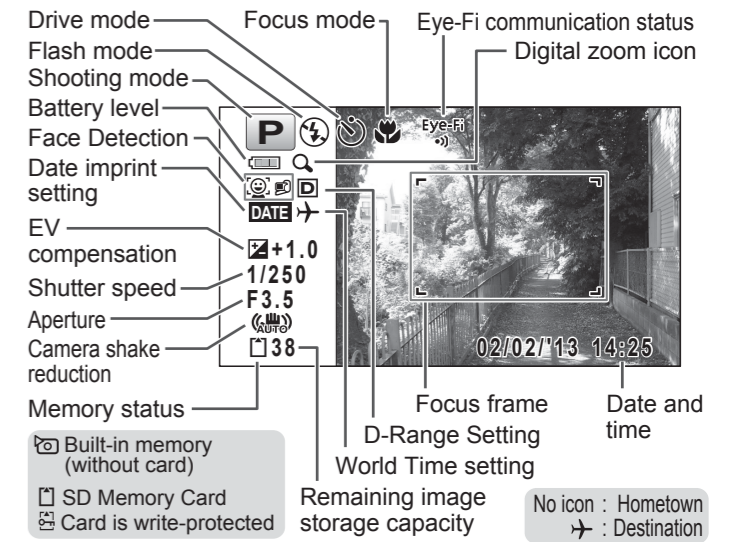 Drive mode
Focus mode
Eye-Fi communication status
Flash mode
Digital zoom icon
Shooting mode
Battery level
Face Detection
Date imprint
setting
EV
compensation
Shutter speed
Aperture
Camera shake
reduction
Memory status
P
Eye-Fi
D
DATE
+1.0
1/250
F3.5
AUTO
38
02/02/'13 14:25
Focus frame
Date and
time
D-Range Setting
World Time setting
Remaining image
storage capacity
Built-in memory
(without card)
SD Memory Card
Card is write-protected
No icon : Hometown
: Destination